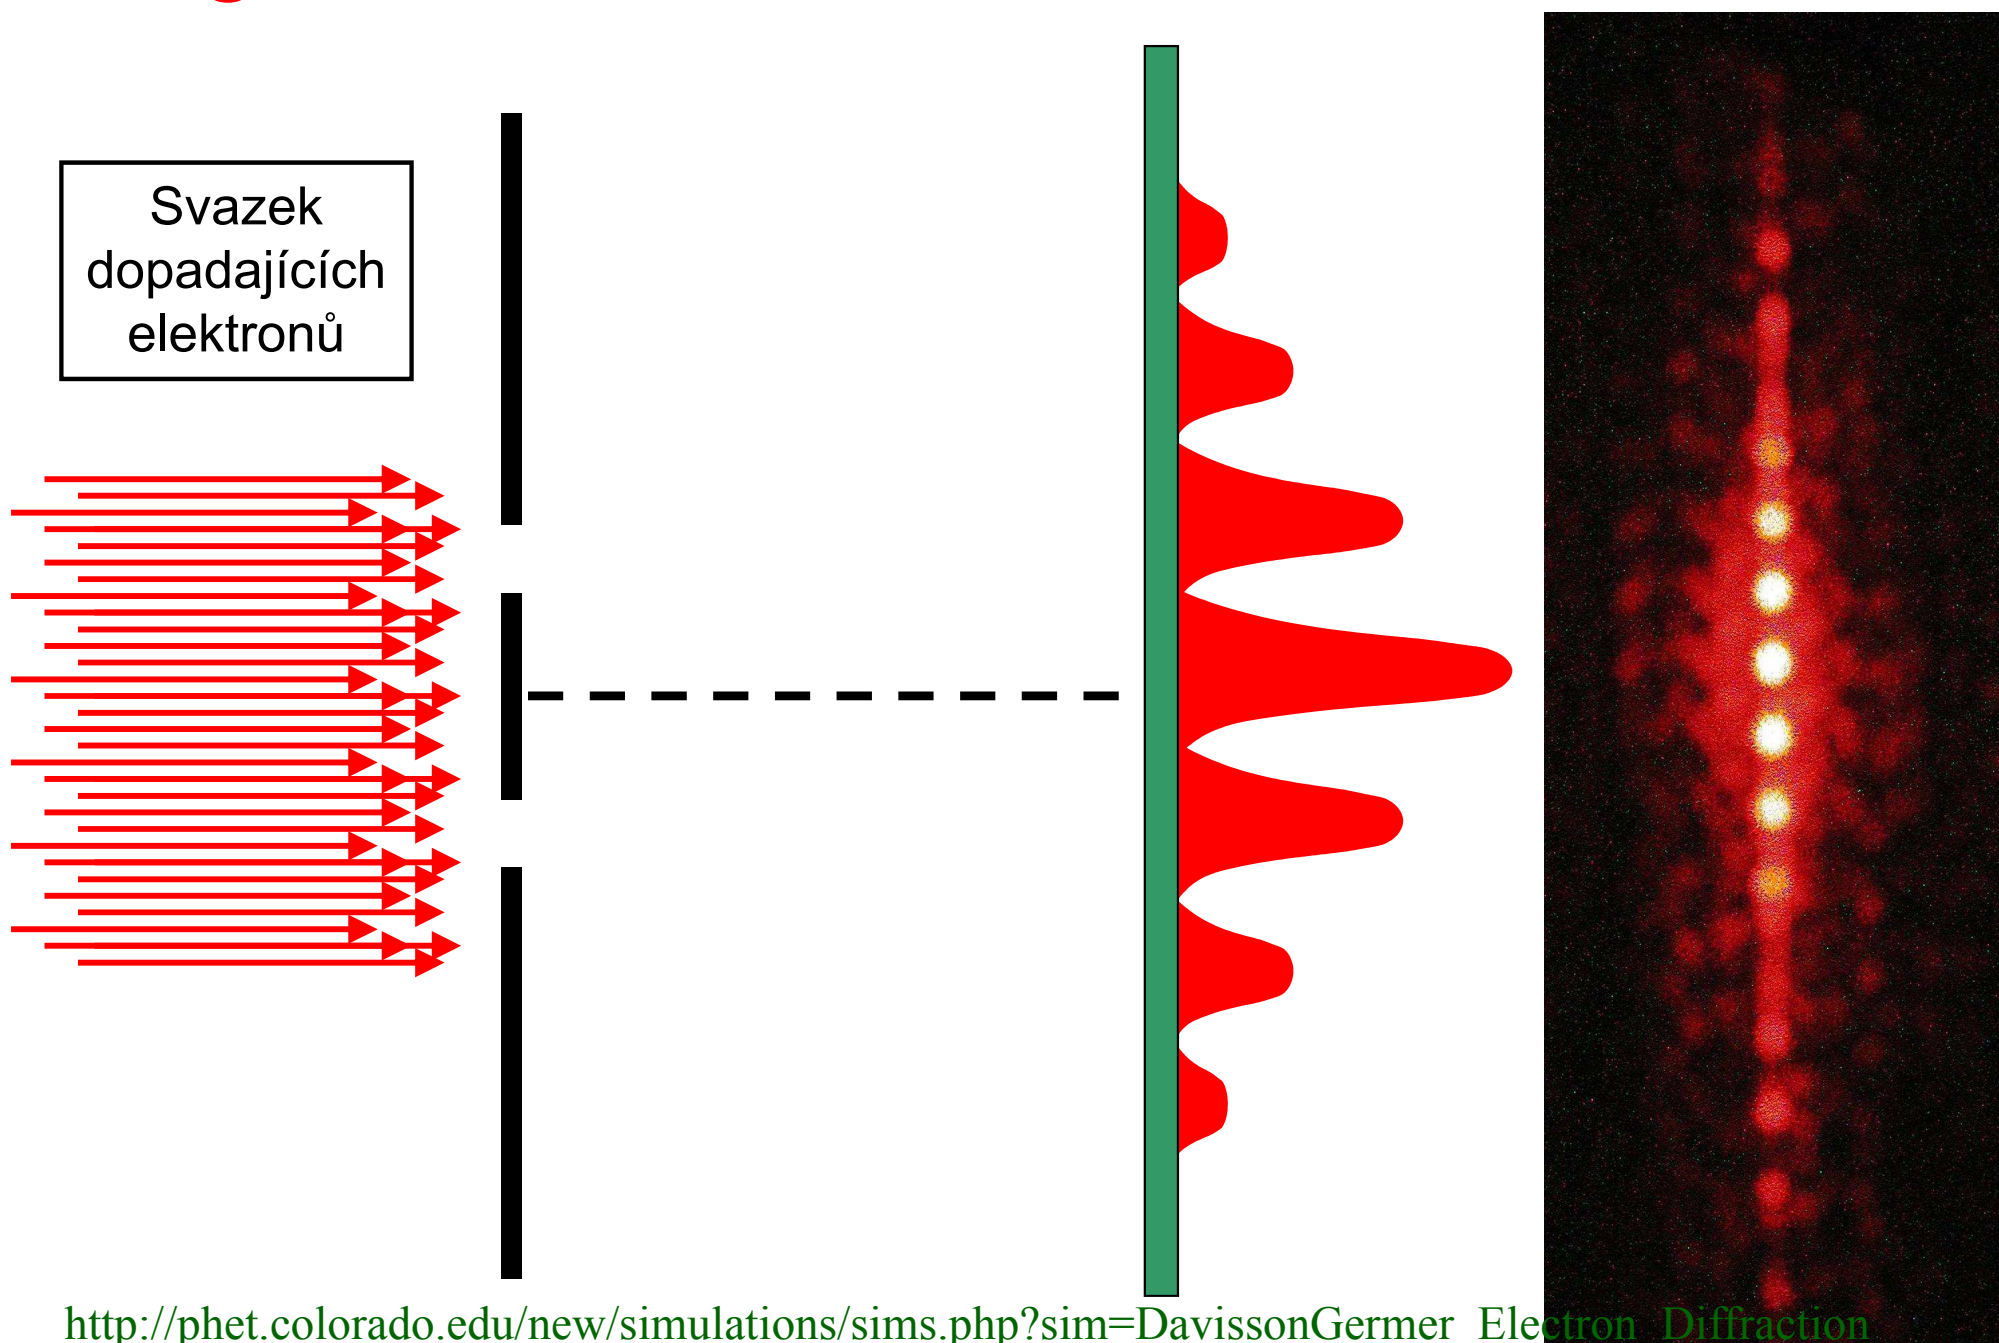 Svazek
dopadajících
elektronů
http://phet.colorado.edu/new/simulations/sims.php?sim=DavissonGermer_Electron_Diffraction